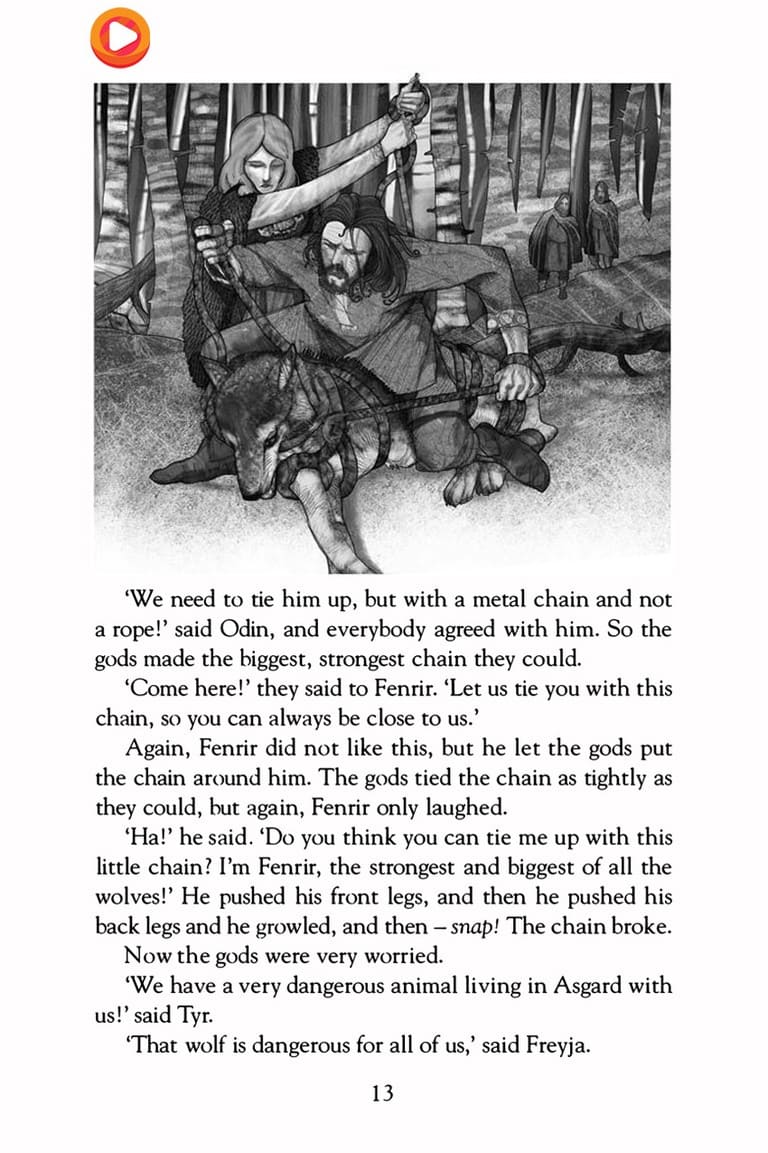 ‘We need to tie him up, but with a metal chain and not
a rope!’ said Odin, and everybody agreed with him. So the
gods made the biggest, strongest chain they could.
‘Come here!’ they said to Fenrir. ‘Let us tie you with this
chain, so you can always be close to us.’
Again, Fenrir did not like this, but he let the gods put
the chain around him. The gods tied the chain as tightly as
they could, but again, Fenrir only laughed.
‘Ha!’ he said. ‘Do you think you can tie me up with this
little chain? I’m Fenrir, the strongest and biggest of all the
wolves!’ He pushed his front legs, and then he pushed his
back legs and he growled, and then – snap! The chain broke.
Now the gods were very worried.
‘We have a very dangerous animal living in Asgard with
us!’ said Tyr.
‘That wolf is dangerous for all of us,’ said Freyja.
13